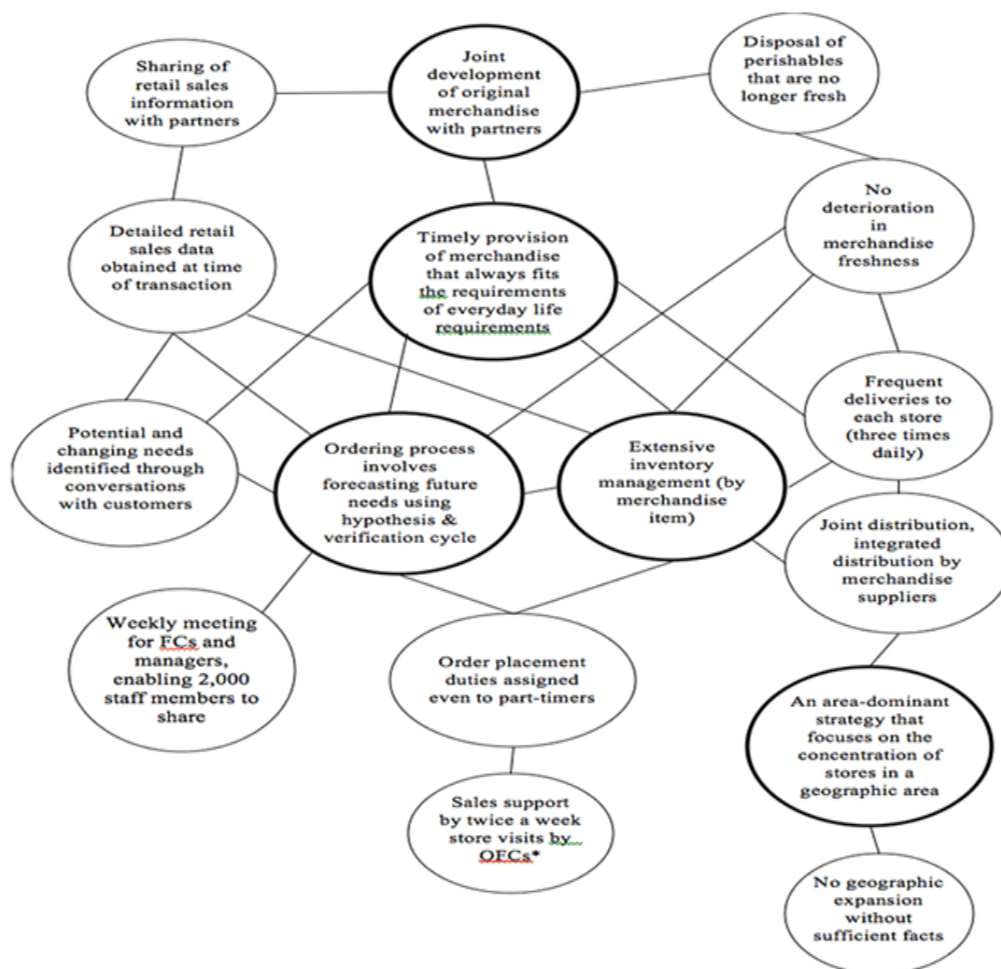 Sharing of
retail sales
information
with partners
Joint
development
of original
merchandise
with partners
Disposal of
perishables
that are no
longer fresh
Detailed retail
sales data
obtained at time
of transaction
Timely provision
of merchandise
that always fits
the requirements
of everyday life
requirements
No
deterioration
in
merchandise
freshness
Potential and
changing needs
identified through
conversations
with customers
Ordering process
involves
forecasting future
needs using
hypothesis &
verification cycle
Extensive
inventory
management (by
merchandise
item)
Frequent
deliveries to
each store
(three times
daily)
Joint distribution,
integrated
distribution by
merchandise
suppliers
Weekly meeting
for FCs and
managers,
enabling 2,000
staff members to
share
Order placement
duties assigned
even to part-timers
An area-dominant
strategy that
focuses on the
concentration of
stores in a
geographic area
Sales support
by twice a week
store visits by
OFCs*
No geographic
expansion
without
sufficient facts